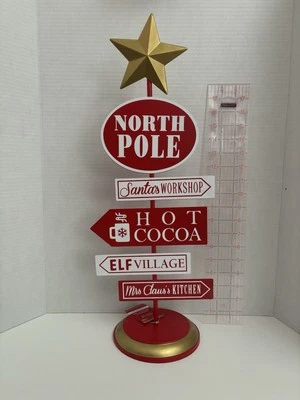 NORTH
POLE
Santa's WORKSHOP
HOT
COCOA
ELF VILLAGE
Mrs Claus's KITCHEN